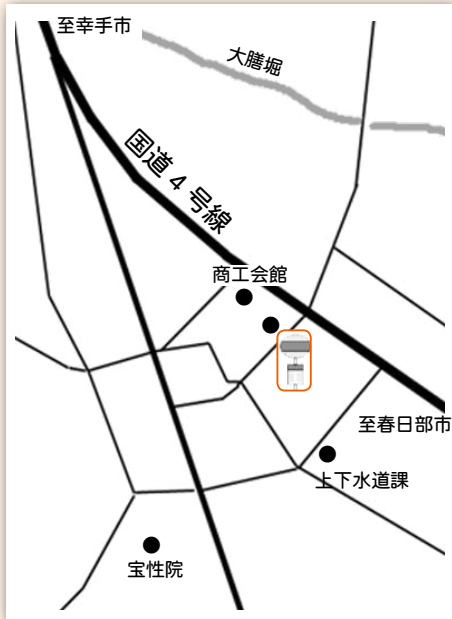 至幸手市
大膳堀
国道4号線
商工会館
至春日部市
上下水道課
宝性院